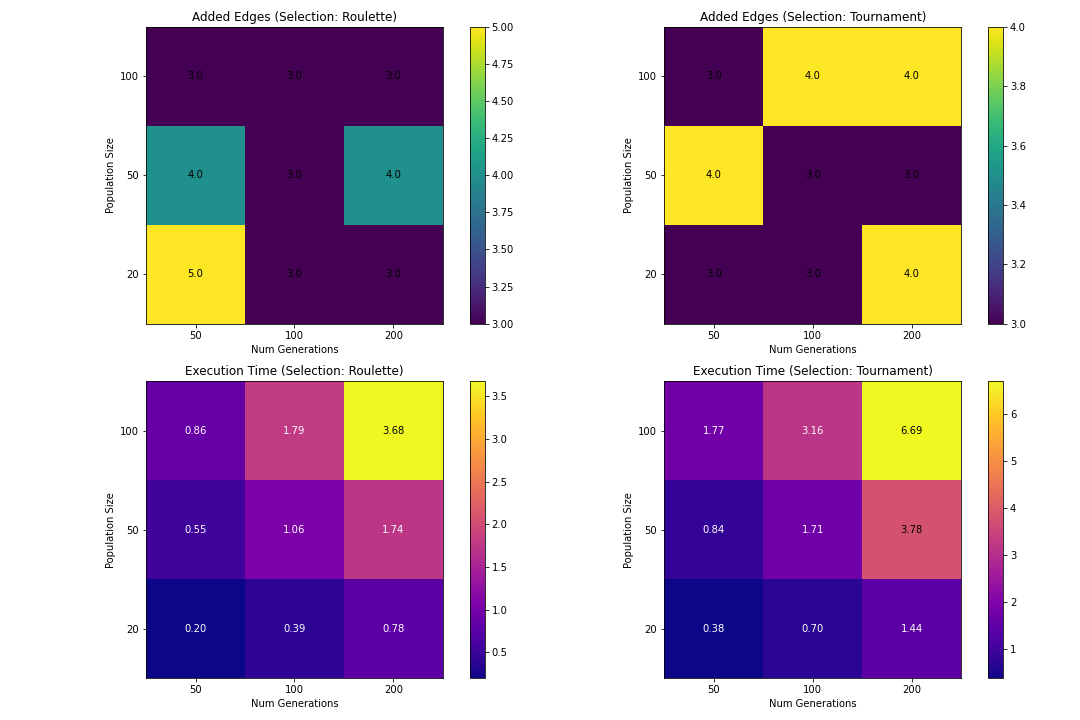 Added Edges (Selection: Roulette)
Population Size
100
50
20
3.0 3.0 3.0
4.0 3.0 4.0
5.0 3.0 3.0
50 100 200
Num Generations
5.00
4.75
4.50
4.25
4.00
3.75
3.50
3.25
3.00
Added Edges (Selection: Tournament)
Population Size
100
50
20
3.0 4.0 4.0
4.0 3.0 3.0
3.0 3.0 4.0
50 100 200
Num Generations
4.0
3.8
3.6
3.4
3.2
3.0
Execution Time (Selection: Roulette)
Population Size
100
50
20
0.86 1.79 3.68
0.55 1.06 1.74
0.20 0.39 0.78
50 100 200
Num Generations
3.5
3.0
2.5
2.0
1.5
1.0
0.5
Execution Time (Selection: Tournament)
Population Size
100
50
20
1.77 3.16 6.69
0.84 1.71 3.78
0.38 0.70 1.44
50 100 200
Num Generations
6
5
4
3
2
1